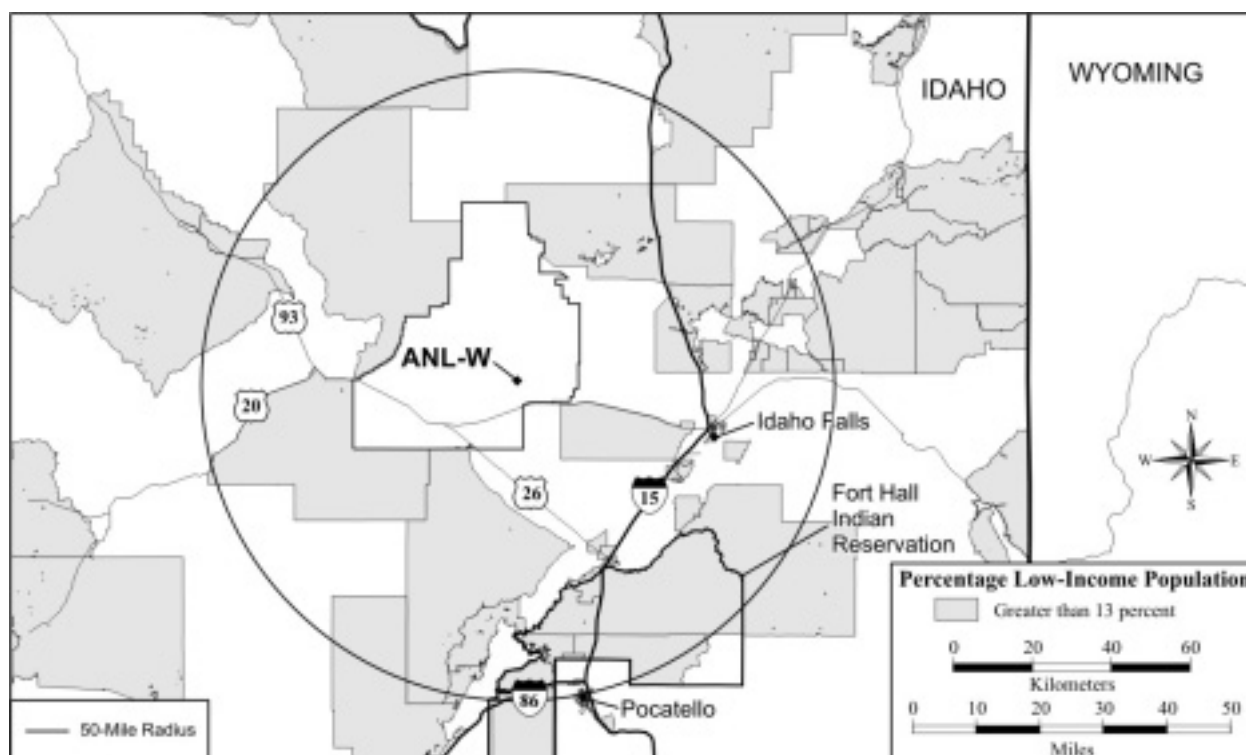 IDAHO
WYOMING
93
ANL-W
20
Idaho Falls
26
15
Fort Hall
Indian
Reservation
N
W E
S
Percentage Low-Income Population
Greater than 13 percent
0 20 40 60
Kilometers
0 10 20 30 40 50
Miles
86
Pocatello
50-Mile Radius